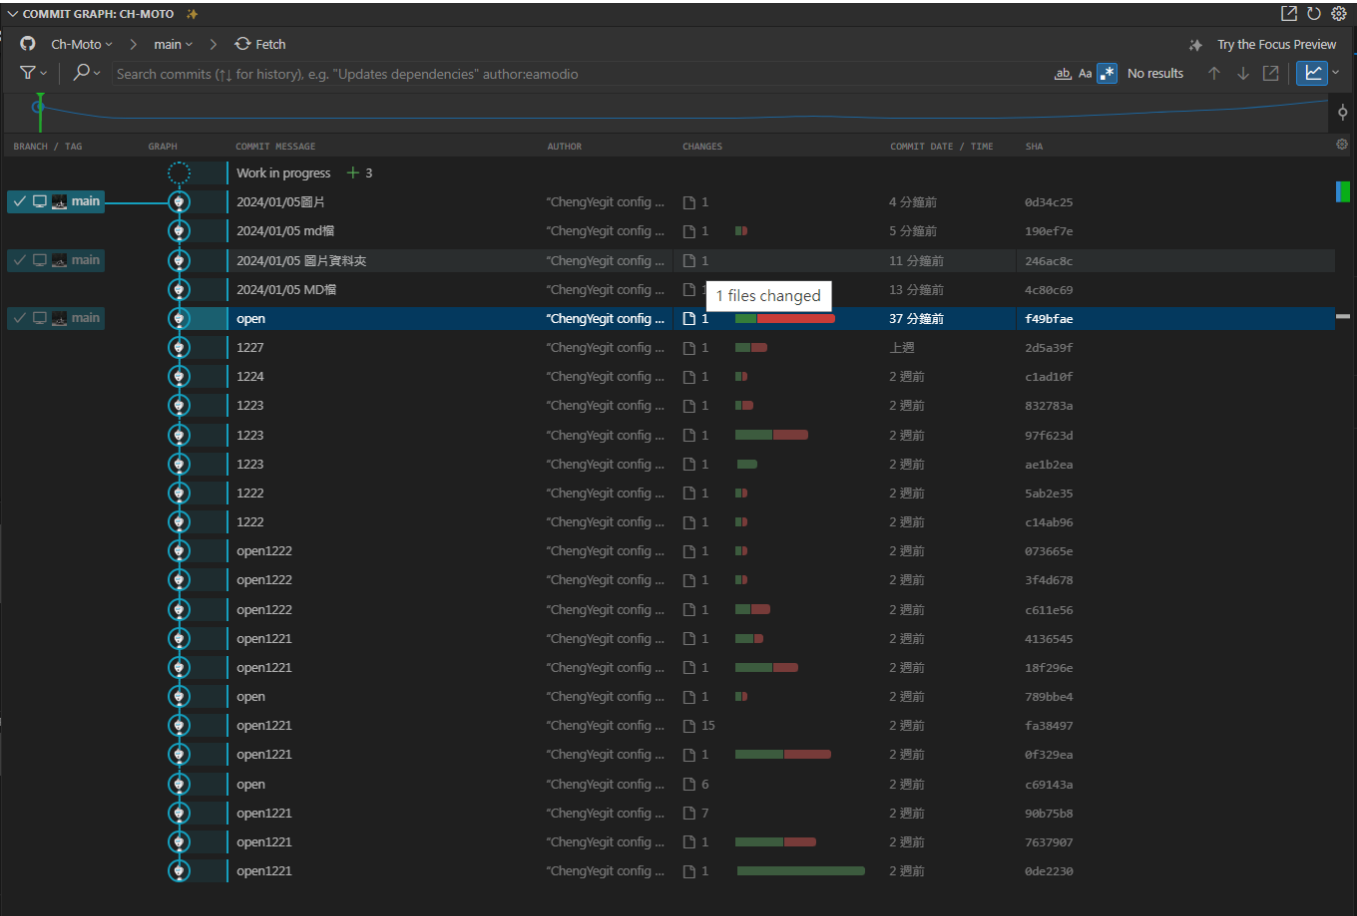 COMMIT GRAPH: CH-MOTO
Ch-Moto main Fetch Try the Focus Preview
Search commits (↑↓ for history), e.g. "Updates dependencies" author:eamodio ab, Aa .* No results
BRANCH / TAG GRAPH COMMIT MESSAGE AUTHOR CHANGES COMMIT DATE / TIME SHA
Work in progress + 3
main 2024/01/05圖片 “ChengYegit config ... 1 4 分鐘前 0d34c25
2024/01/05 md檔 “ChengYegit config ... 1 5 分鐘前 190ef7e
main 2024/01/05 圖片資料夾 “ChengYegit config ... 1 11 分鐘前 246ac8c
2024/01/05 MD檔 “ChengYegit config ... 1 13 分鐘前 4c80c69
1 files changed
main open “ChengYegit config ... 1 37 分鐘前 f49bfae
1227 “ChengYegit config ... 1 上週 2d5a39f
1224 “ChengYegit config ... 1 2 週前 c1ad10f
1223 “ChengYegit config ... 1 2 週前 832783a
1223 “ChengYegit config ... 1 2 週前 97f623d
1223 “ChengYegit config ... 1 2 週前 ae1b2ea
1222 “ChengYegit config ... 1 2 週前 5ab2e35
1222 “ChengYegit config ... 1 2 週前 c14ab96
open1222 “ChengYegit config ... 1 2 週前 073665e
open1222 “ChengYegit config ... 1 2 週前 3f4d678
open1222 “ChengYegit config ... 1 2 週前 c611e56
open1221 “ChengYegit config ... 1 2 週前 4136545
open1221 “ChengYegit config ... 1 2 週前 18f296e
open “ChengYegit config ... 1 2 週前 789bbe4
open1221 “ChengYegit config ... 15 2 週前 fa38497
open1221 “ChengYegit config ... 1 2 週前 0f329ea
open “ChengYegit config ... 6 2 週前 c69143a
open1221 “ChengYegit config ... 7 2 週前 90b75b8
open1221 “ChengYegit config ... 1 2 週前 7637907
open1221 “ChengYegit config ... 1 2 週前 0de2230